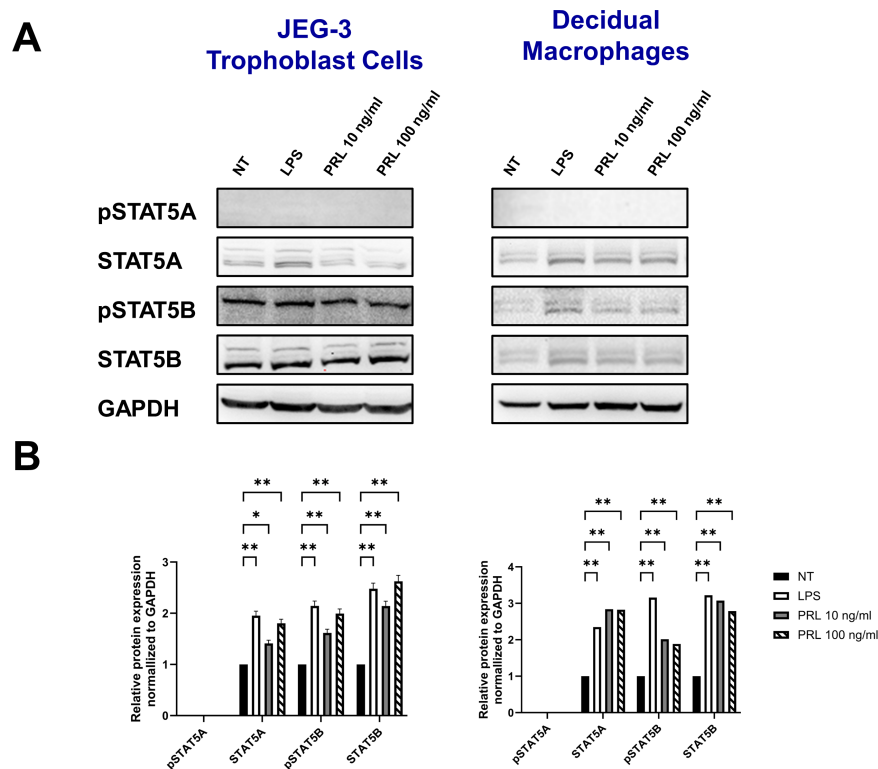 A
JEG-3
Trophoblast Cells
Decidual
Macrophages
NT
LPS
PRL 10 ng/ml
PRL 100 ng/ml
NT
LPS
PRL 10 ng/ml
PRL 100 ng/ml
pSTAT5A
STAT5A
pSTAT5B
STAT5B
GAPDH
B
Relative protein expression
normallized to GAPDH
3
2
1
0
** * **
** ** **
** ** **
pSTAT5A
STAT5A
pSTAT5B
STAT5B
Relative protein expression
normallized to GAPDH
4
3
2
1
0
** ** **
** ** **
** ** **
pSTAT5A
STAT5A
pSTAT5B
STAT5B
NT
LPS
PRL 10 ng/ml
PRL 100 ng/ml